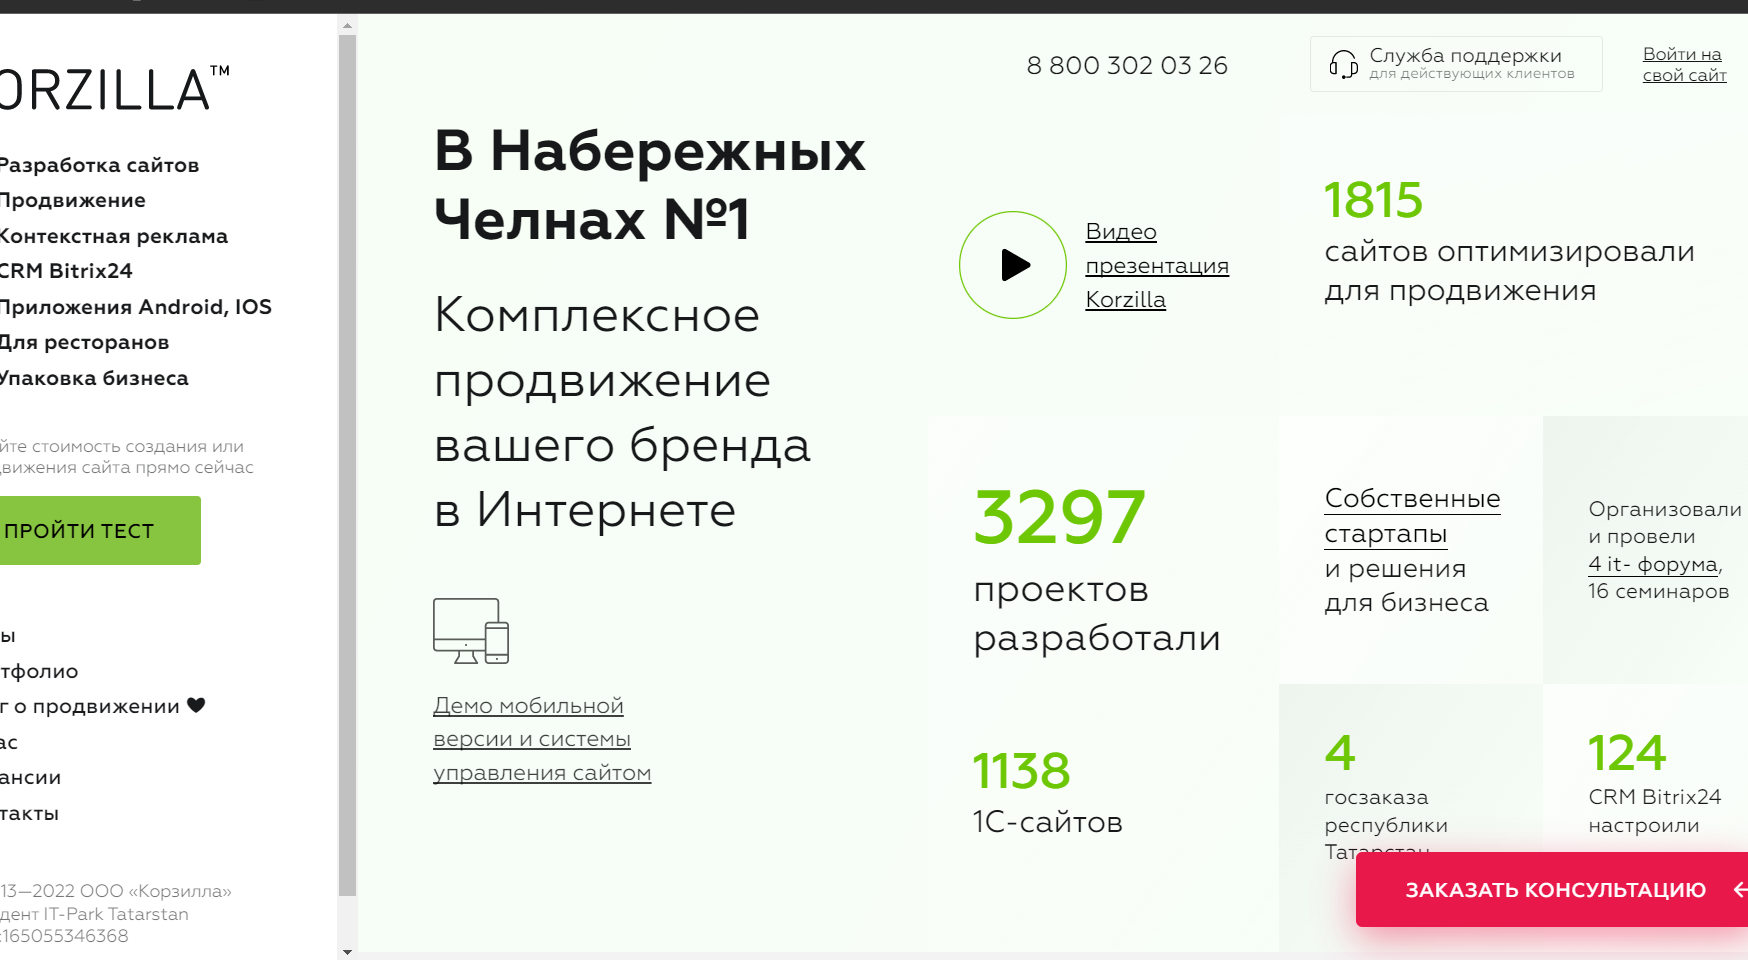 ORZILLA™
Разработка сайтов
Продвижение
Контекстная реклама
CRM Bitrix24
Приложения Android, IOS
Для ресторанов
Упаковка бизнеса
йте стоимость создания или
движения сайта прямо сейчас
ПРОЙТИ ТЕСТ
ы
тфолио
г о продвижении
ас
ансии
такты
13—2022 ООО «Корзилла»
дент IT-Park Tatarstan
:165055346368
8 800 302 03 26
Служба поддержки
для действующих клиентов
Войти на
свой сайт
В Набережных
Челнах №1
Комплексное
продвижение
вашего бренда
в Интернете
Демо мобильной
версии и системы
управления сайтом
Видео
презентация
Korzilla
1815
сайтов оптимизировали
для продвижения
3297
проектов
разработали
Собственные
стартапы
и решения
для бизнеса
Организовали
и провели
4 it- форума,
16 семинаров
1138
1С-сайтов
4
госзаказа
республики
Татарстан
124
CRM Bitrix24
настроили
ЗАКАЗАТЬ КОНСУЛЬТАЦИЮ